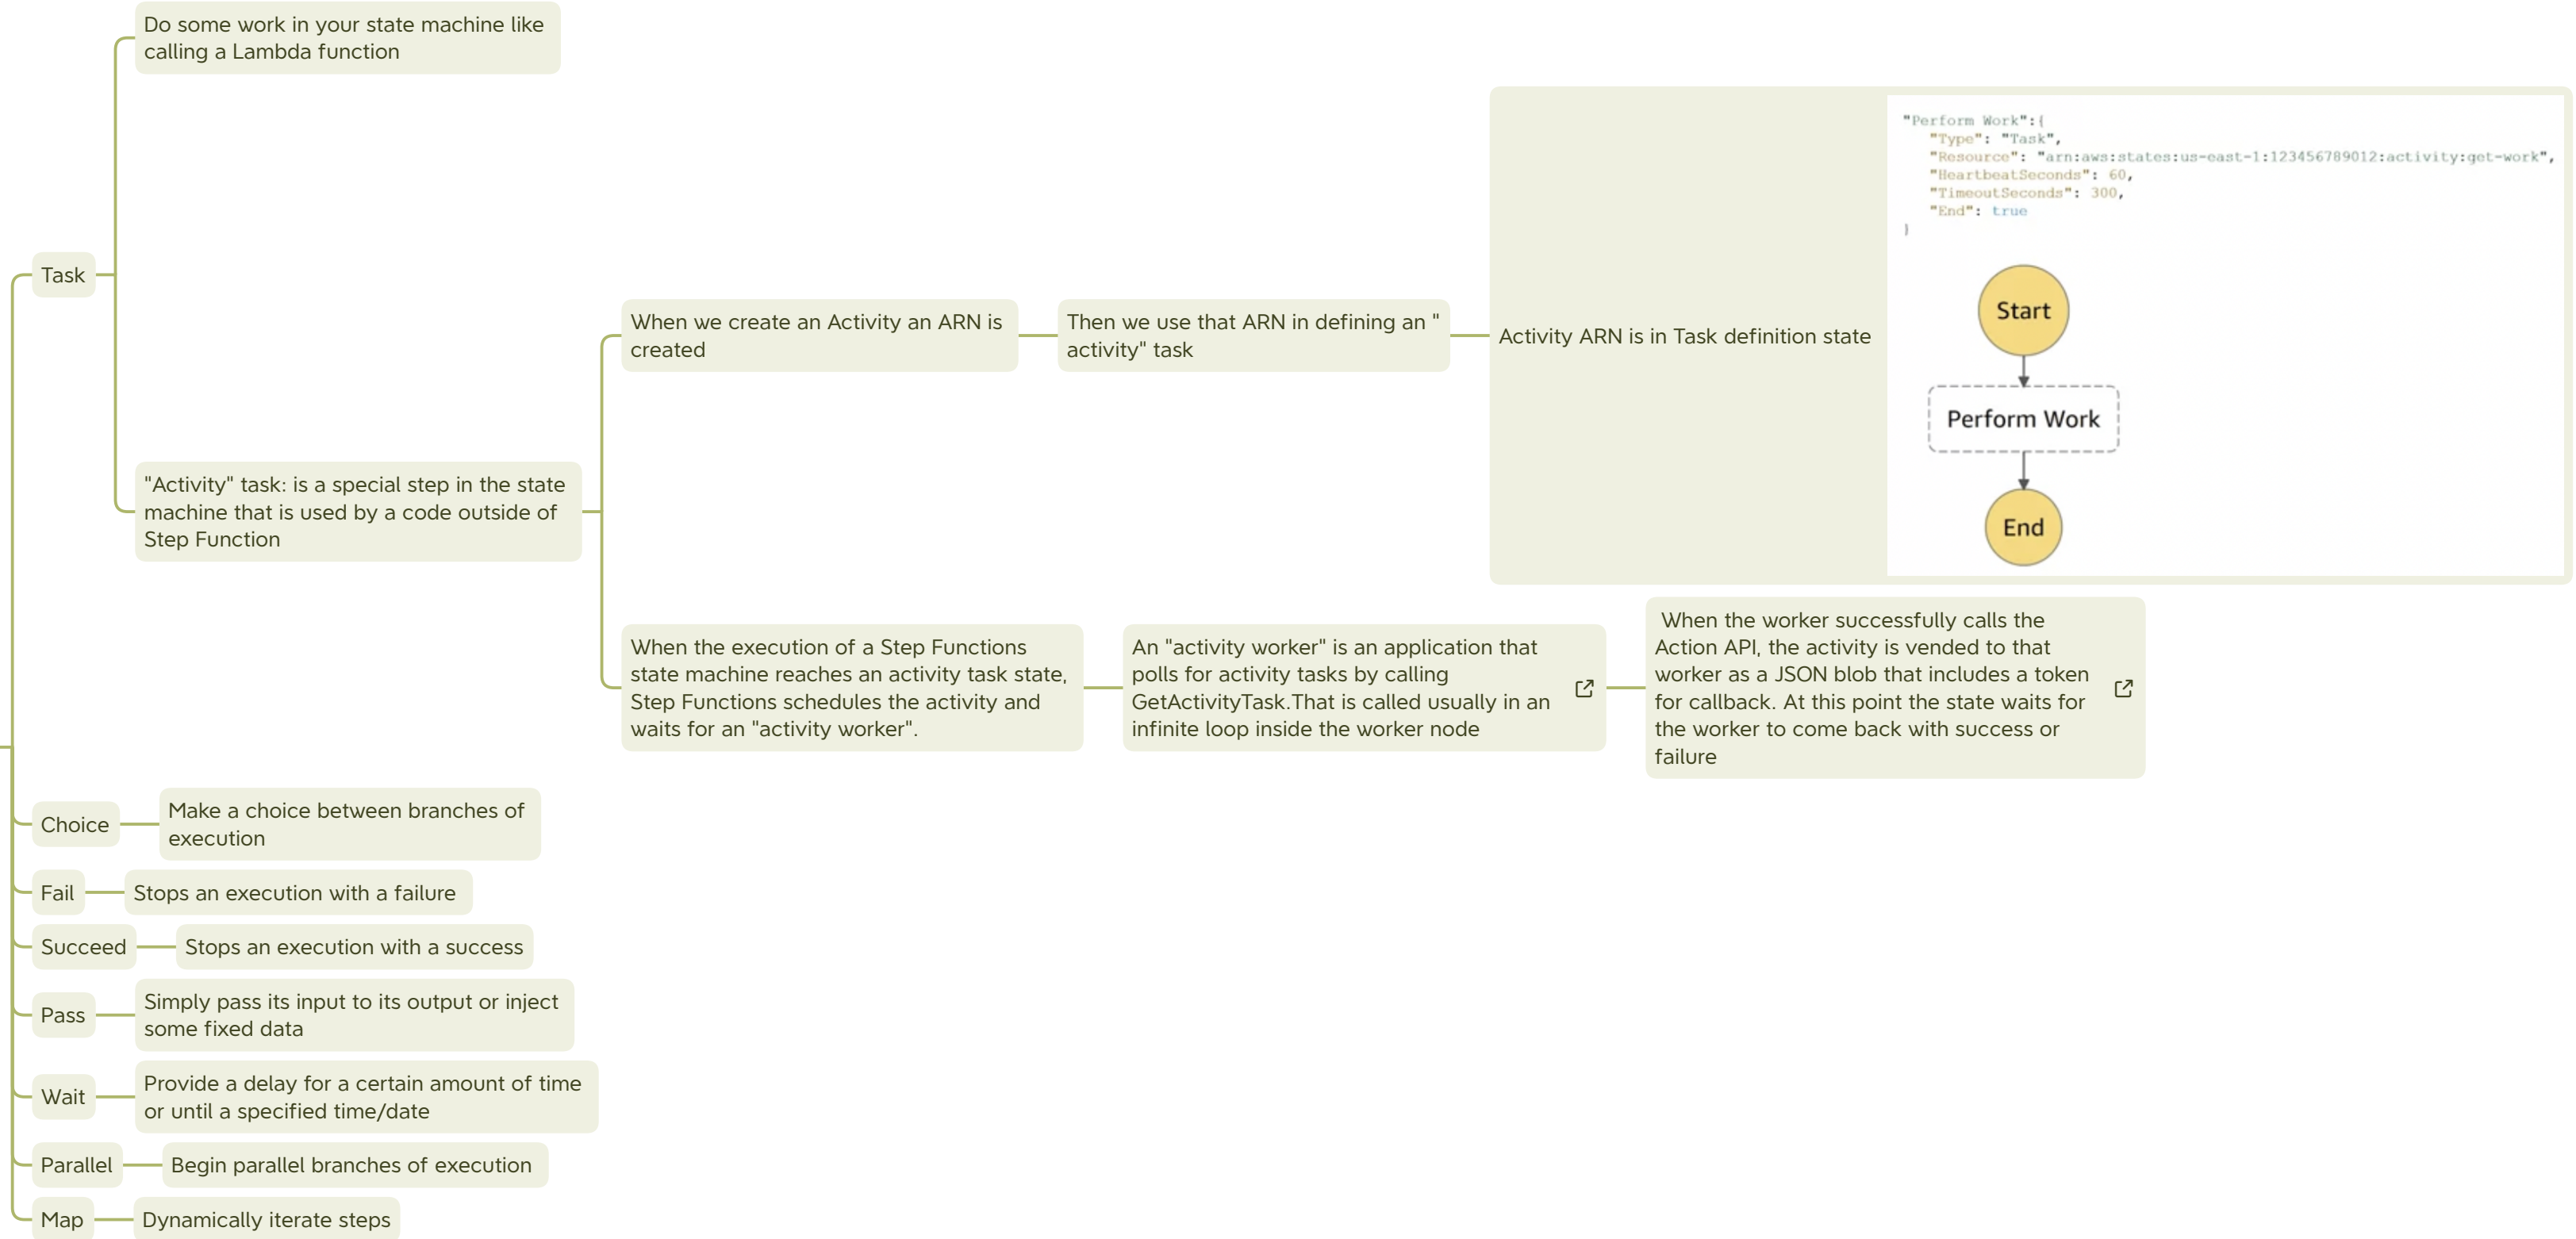 Do some work in your state machine like
calling a Lambda function
Task
"Activity" task: is a special step in the state
machine that is used by a code outside of
Step Function
When we create an Activity an ARN is
created
Then we use that ARN in defining an "
activity" task
Activity ARN is in Task definition state
"Perform Work":{
"Type": "Task",
"Resource": "arn:aws:states:us-east-1:123456789012:activity:get-work",
"HeartbeatSeconds": 60,
"TimeoutSeconds": 300,
"End": true
}
Start
Perform Work
End
When the execution of a Step Functions
state machine reaches an activity task state,
Step Functions schedules the activity and
waits for an "activity worker".
An "activity worker" is an application that
polls for activity tasks by calling
GetActivityTask.That is called usually in an
infinite loop inside the worker node
When the worker successfully calls the
Action API, the activity is vended to that
worker as a JSON blob that includes a token
for callback. At this point the state waits for
the worker to come back with success or
failure
Choice
Make a choice between branches of
execution
Fail
Stops an execution with a failure
Succeed
Stops an execution with a success
Pass
Simply pass its input to its output or inject
some fixed data
Wait
Provide a delay for a certain amount of time
or until a specified time/date
Parallel
Begin parallel branches of execution
Map
Dynamically iterate steps